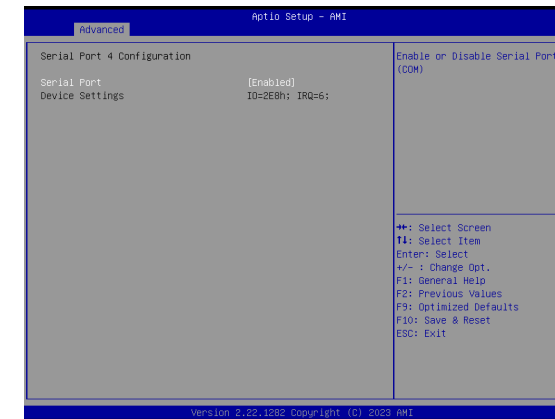 Aptio Setup - AMI
Advanced
Serial Port 4 Configuration
Serial Port [Enabled]
Device Settings IO=2E8h; IRQ=6;
Enable or Disable Serial Port
(COM)
→←: Select Screen
↑↓: Select Item
Enter: Select
+/- : Change Opt.
F1: General Help
F2: Previous Values
F9: Optimized Defaults
F10: Save & Reset
ESC: Exit
Version 2.22.1282 Copyright (C) 2023 AMI